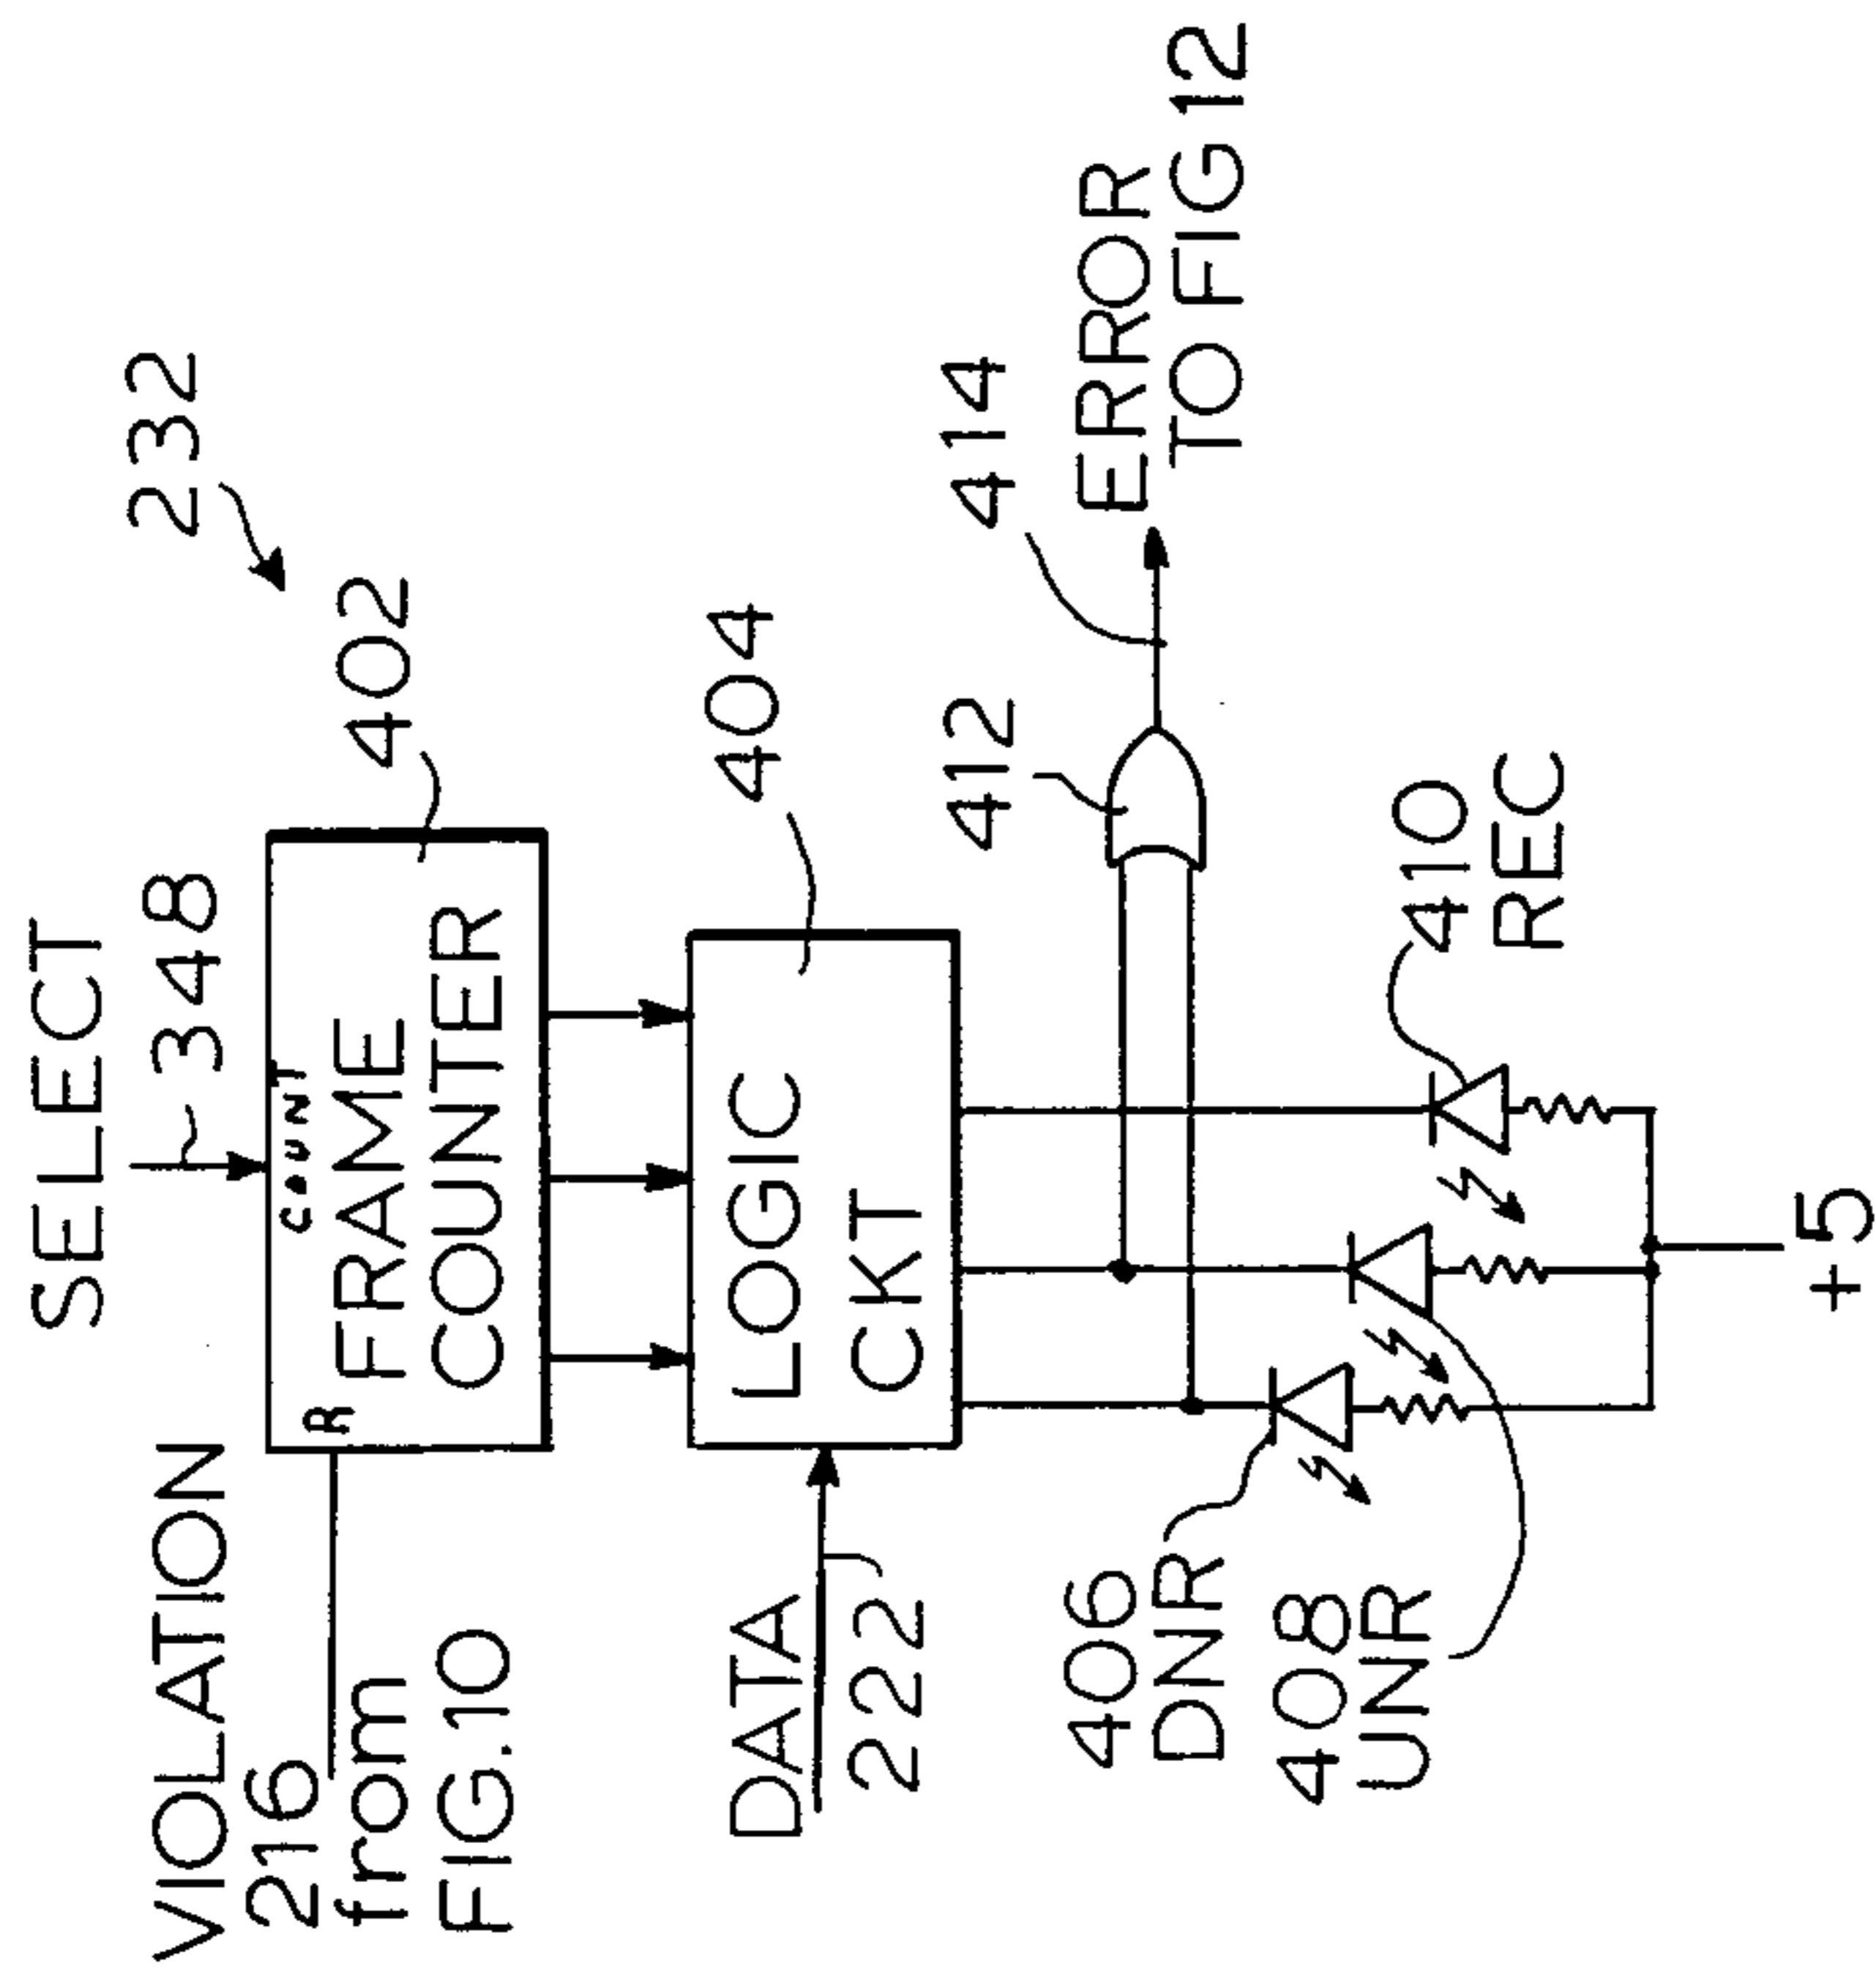 SELECT
348
232
VIOLATION
216
from
FIG.10
R
COUNT
FRAME
COUNTER
402
DATA
222
LOGIC
CKT
404
412
414
ERROR
TO FIG 12
406
DNR
408
UNR
410
REC
+5